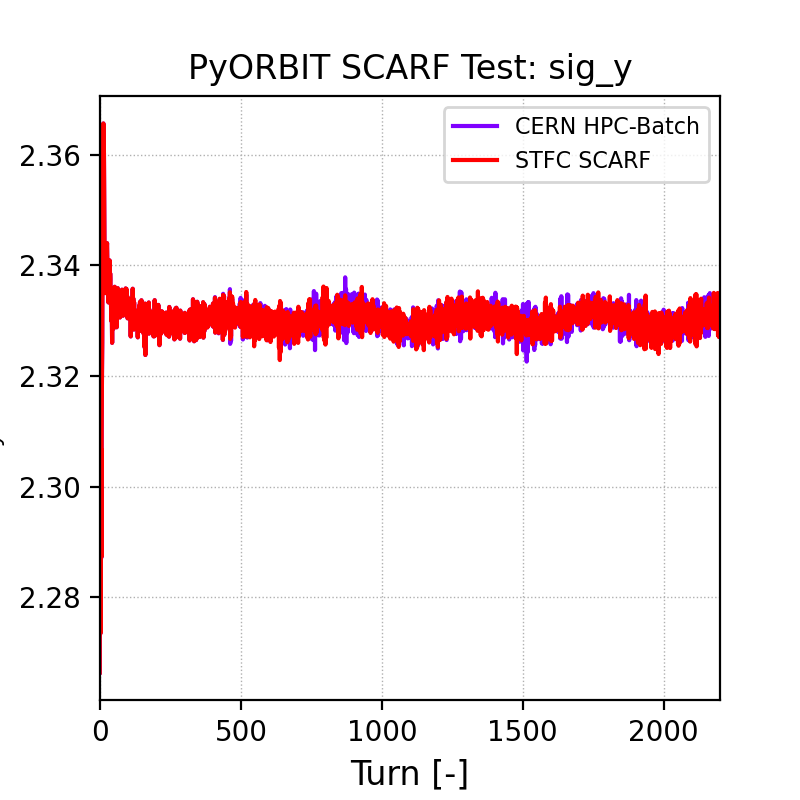 PyORBIT SCARF Test: sig_y
CERN HPC-Batch
STFC SCARF
2.36
2.34
2.32
2.30
2.28
0 500 1000 1500 2000
Turn [-]